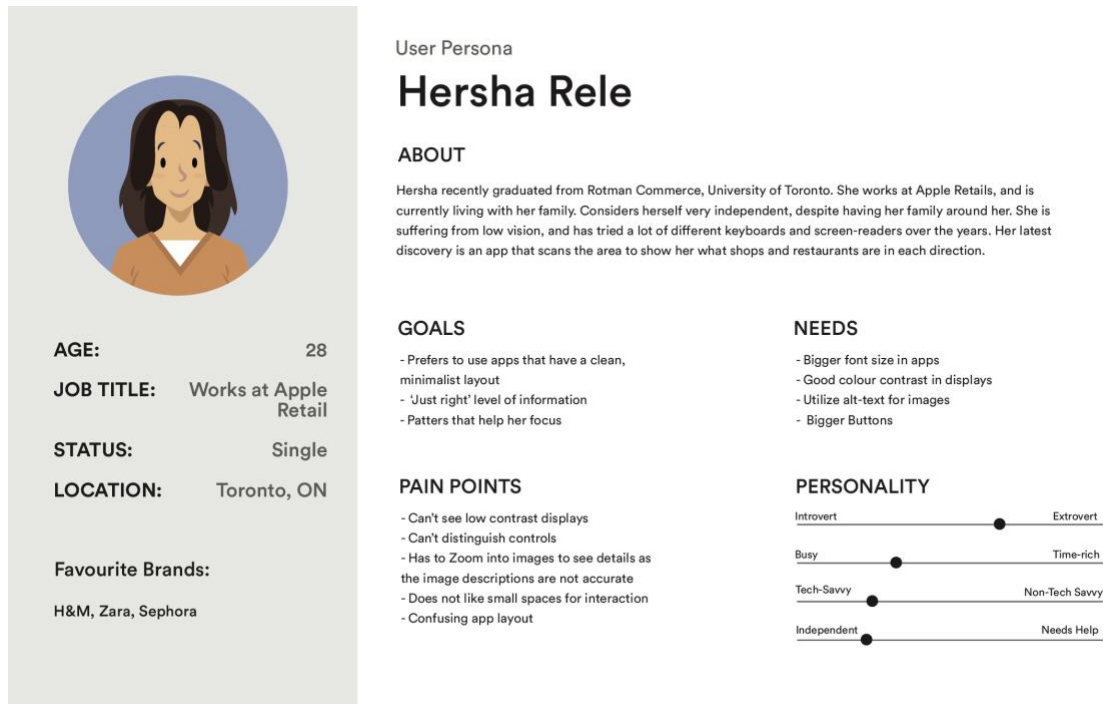 User Persona
Hersha Rele
ABOUT
Hersha recently graduated from Rotman Commerce, University of Toronto. She works at Apple Retails, and is
currently living with her family. Considers herself very independent, despite having her family around her. She is
suffering from low vision, and has tried a lot of different keyboards and screen-readers over the years. Her latest
discovery is an app that scans the area to show her what shops and restaurants are in each direction.
AGE: 28
JOB TITLE: Works at Apple
Retail
STATUS: Single
LOCATION: Toronto, ON
Favourite Brands:
H&M, Zara, Sephora
GOALS
- Prefers to use apps that have a clean,
minimalist layout
- ‘Just right’ level of information
- Patters that help her focus
NEEDS
- Bigger font size in apps
- Good colour contrast in displays
- Utilize alt-text for images
- Bigger Buttons
PAIN POINTS
- Can't see low contrast displays
- Can't distinguish controls
- Has to Zoom into images to see details as
the image descriptions are not accurate
- Does not like small spaces for interaction
- Confusing app layout
PERSONALITY
Introvert Extrovert
Busy Time-rich
Tech-Savvy Non-Tech Savvy
Independent Needs Help